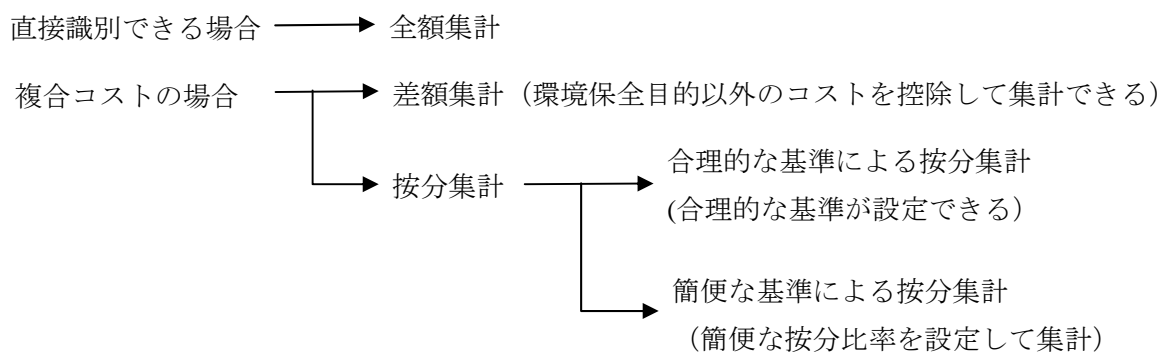 直接識別できる場合
全額集計
複合コストの場合
差額集計（環境保全目的以外のコストを控除して集計できる）
按分集計
合理的な基準による按分集計
(合理的な基準が設定できる）
簡便な基準による按分集計
（簡便な按分比率を設定して集計）